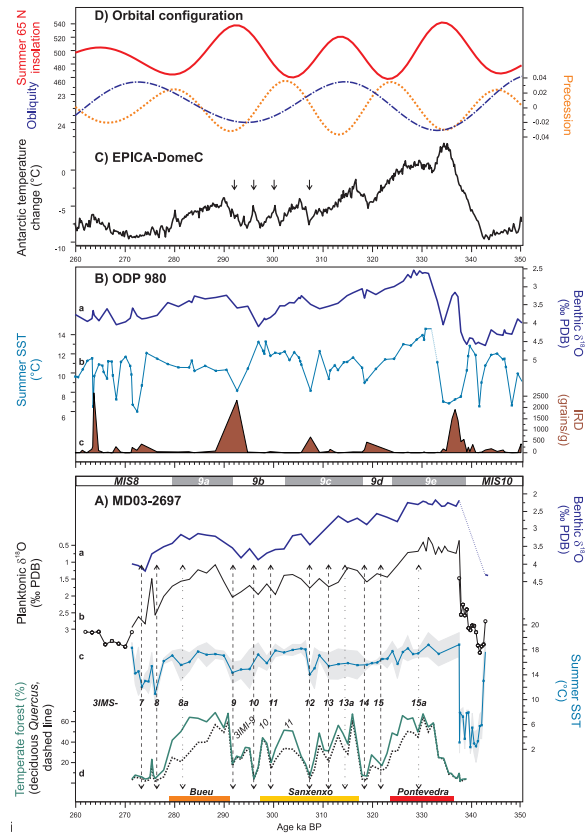 D) Orbital configuration
Summer 65 N
insolation
540
520
500
480
460
23
24
Obliquity
0.04
0.02
0
-0.02
-0.04
Precession
C) EPICA-DomeC
Antarctic temperature
change (°C)
0
-5
-10
260 270 280 290 300 310 320 330 340 350
B) ODP 980
a
2.5
3
3.5
4
4.5
5
Benthic δ18O
(‰ PDB)
Summer SST
(°C)
14
12
10
8
6
b
2500
2000
1500
1000
500
0
IRD
(grains/g)
c
MIS8 9a 9b 9c 9d 9e MIS10
A) MD03-2697
2
2.5
3
3.5
4
4.5
Benthic δ18O
(‰ PDB)
a
Planktonic δ18O
(‰ PDB)
0.5
1
1.5
2
2.5
3
b
c
20
18
16
14
12
10
8
6
4
2
Summer SST
(°C)
3IMS- 7 8 8a 9 10 11 12 13 13a 14 15 15a
3IMI-9 10 11
Temperate forest (%)
(deciduous Quercus,
dashed line)
60
40
20
0
d
Bueu Sanxenxo Pontevedra
260 270 280 290 300 310 320 330 340 350
Age ka BP
i